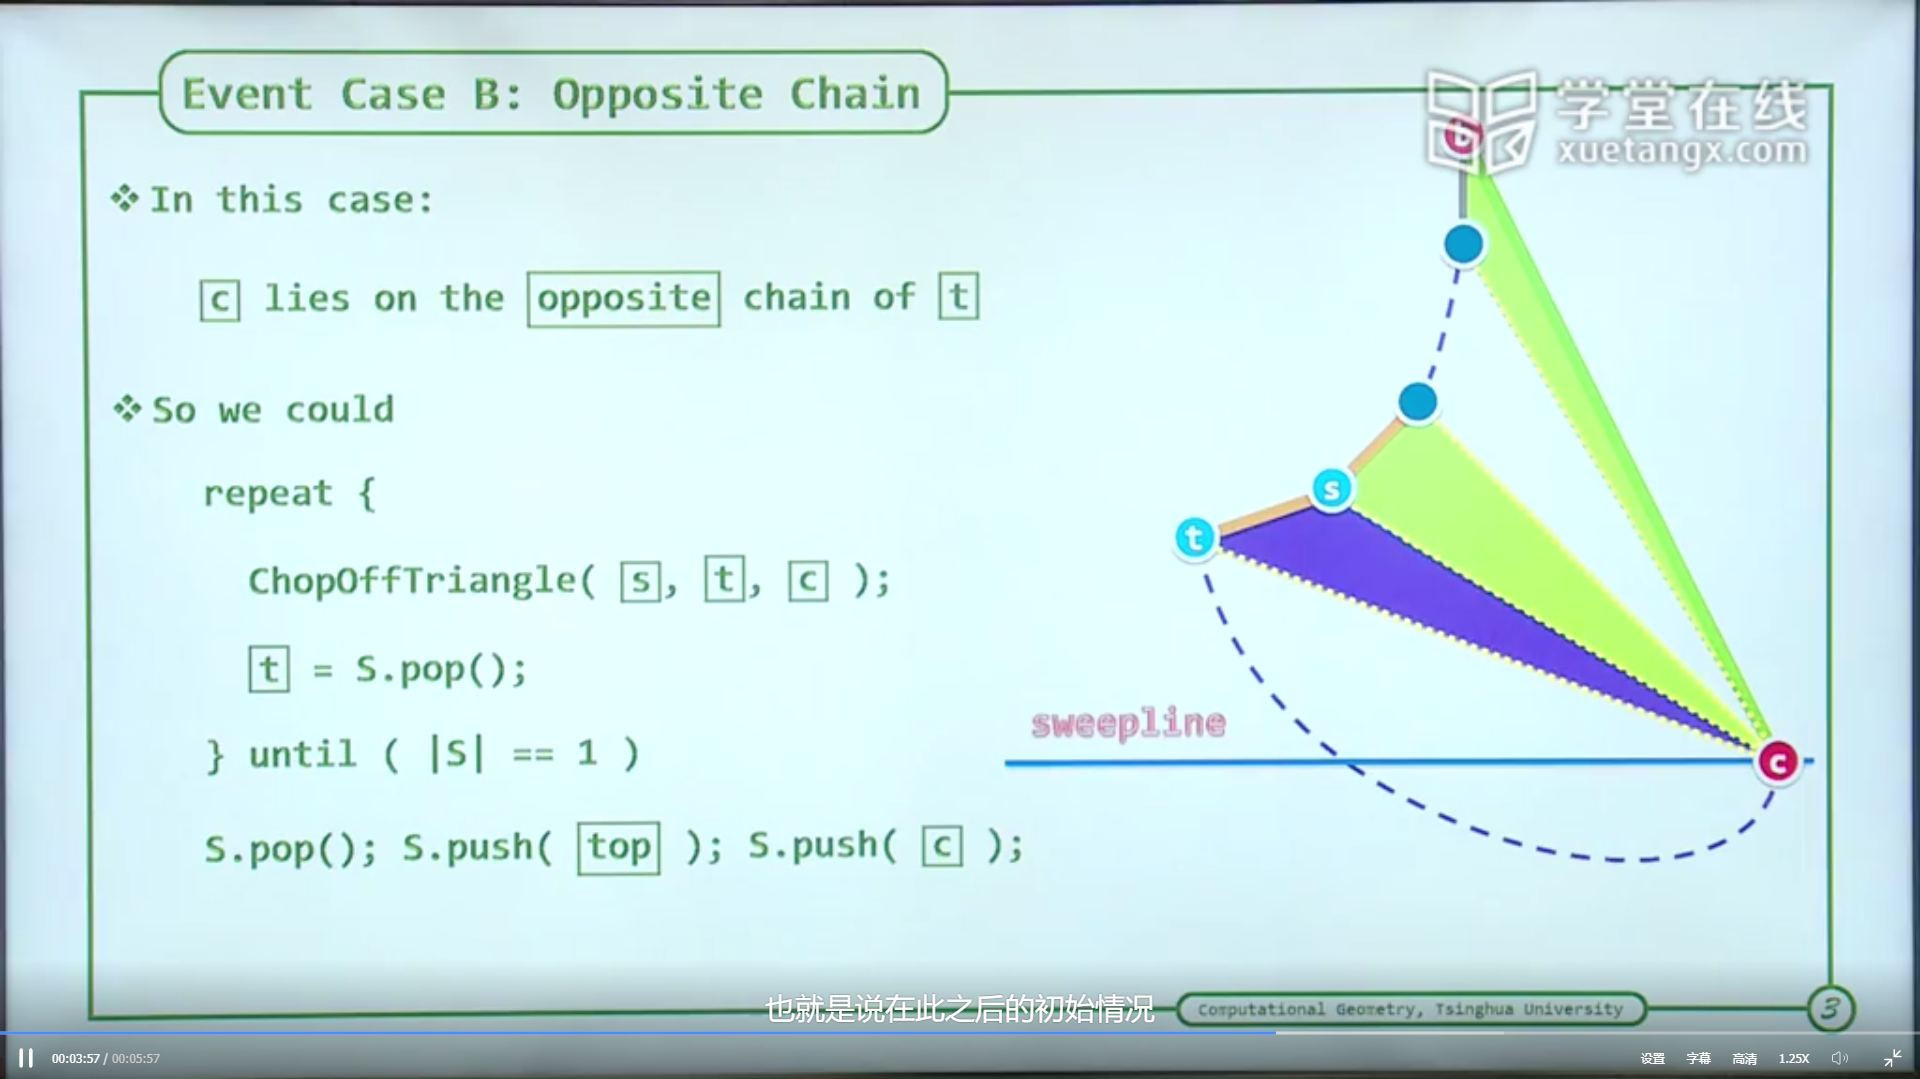 Event Case B: Opposite Chain
学堂在线
xuetangx.com
b
❖ In this case:
c lies on the opposite chain of t
❖ So we could
repeat {
s
t
ChopOffTriangle( s, t, c );
t = S.pop();
sweepline
} until ( |S| == 1 )
c
S.pop(); S.push( top ); S.push( c );
也就是说在此之后的初始情况
Computational Geometry, Tsinghua University
3
00:03:57 / 00:05:57
设置 字幕 高清 1.25X